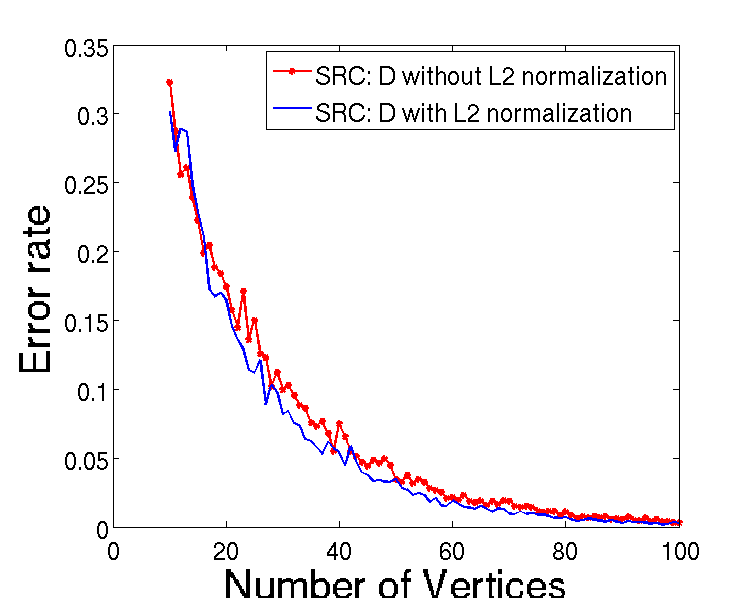 0.35
0.3
0.25
0.2
0.15
0.1
0.05
0
SRC: D without L2 normalization
SRC: D with L2 normalization
Error rate
0 20 40 60 80 100
Number of Vertices